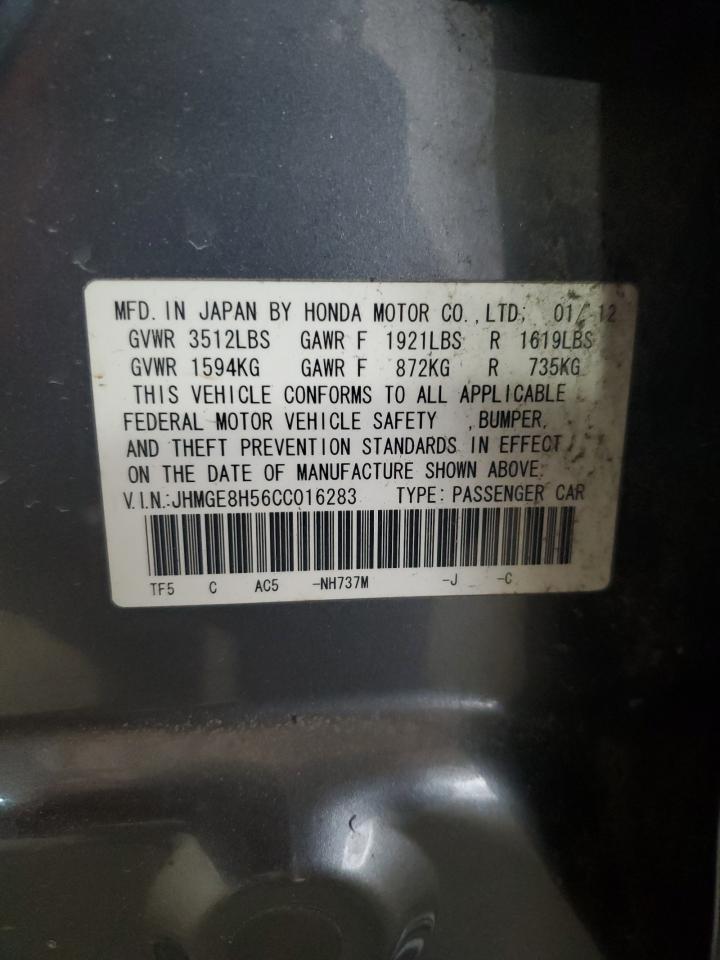 MFD. IN JAPAN BY HONDA MOTOR CO.,LTD; 01/ 12
GVWR 3512LBS GAWR F 1921LBS R 1619LBS
GVWR 1594KG GAWR F 872KG R 735KG
THIS VEHICLE CONFORMS TO ALL APPLICABLE
FEDERAL MOTOR VEHICLE SAFETY ,BUMPER,
AND THEFT PREVENTION STANDARDS IN EFFECT
ON THE DATE OF MANUFACTURE SHOWN ABOVE.
V.I.N.:JHMGE8H56CC016283 TYPE: PASSENGER CAR
TF5 C AC5 -NH737M -J -C